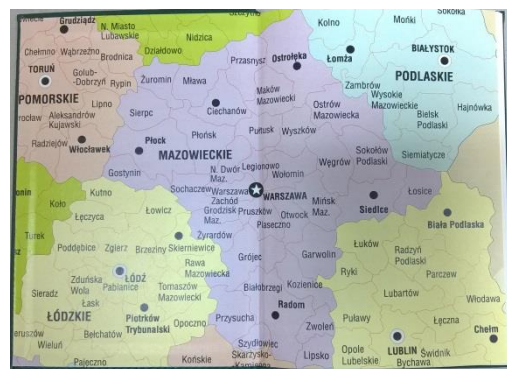 Grudziądz
N. Miasto
Lubawskie
Nidzica
Kolno
Mońki
Sokółka
Chełmno
Wąbrzeźno
Brodnica
Działdowo
Przasnysz
Ostrołęka
Łomża
BIAŁYSTOK
TORUŃ
Golub-
-Dobrzyń
Rypin
Żuromin
Mława
PODLASKIE
POMORSKIE
Lipno
Sierpc
Ciechanów
Maków
Mazowiecki
Ostrów
Mazowiecka
Zambrów
Wysokie
Mazowieckie
Hajnówka
Aleksandrów
Kujawski
Bielsk
Podlaski
Radziejów
Włocławek
Płock
Płońsk
Pułtusk
Wyszków
MAZOWIECKIE
Sokołów
Podlaski
Siemiatycze
Gostynin
N. Dwór
Maz.
Legionowo
Wołomin
Węgrów
Kutno
Sochaczew
Warszawa
Zachód
WARSZAWA
Mińsk
Maz.
Siedlce
Łosice
Koło
Łęczyca
Łowicz
Grodzisk
Maz.
Pruszków
Otwock
Piaseczno
Biała Podlaska
Turek
Poddębice
Zgierz
Brzeziny
Skierniewice
Żyrardów
Grójec
Garwolin
Łuków
Radzyń
Podlaski
Rawa
Mazowiecka
Zduńska
Wola
ŁÓDŹ
Pabianice
Tomaszów
Mazowiecki
Białobrzegi
Kozienice
Ryki
Parczew
Sieradz
Łask
Lubartów
Włodawa
ŁÓDZKIE
Piotrków
Trybunalski
Opoczno
Przysucha
Radom
Zwoleń
Puławy
Łęczna
Chełm
Wieluń
Bełchatów
Szydłowiec
Pajęczno
Końskie
Skarżysko-
Lipsko
Opole
Lubelskie
LUBLIN
Świdnik
Bychawa